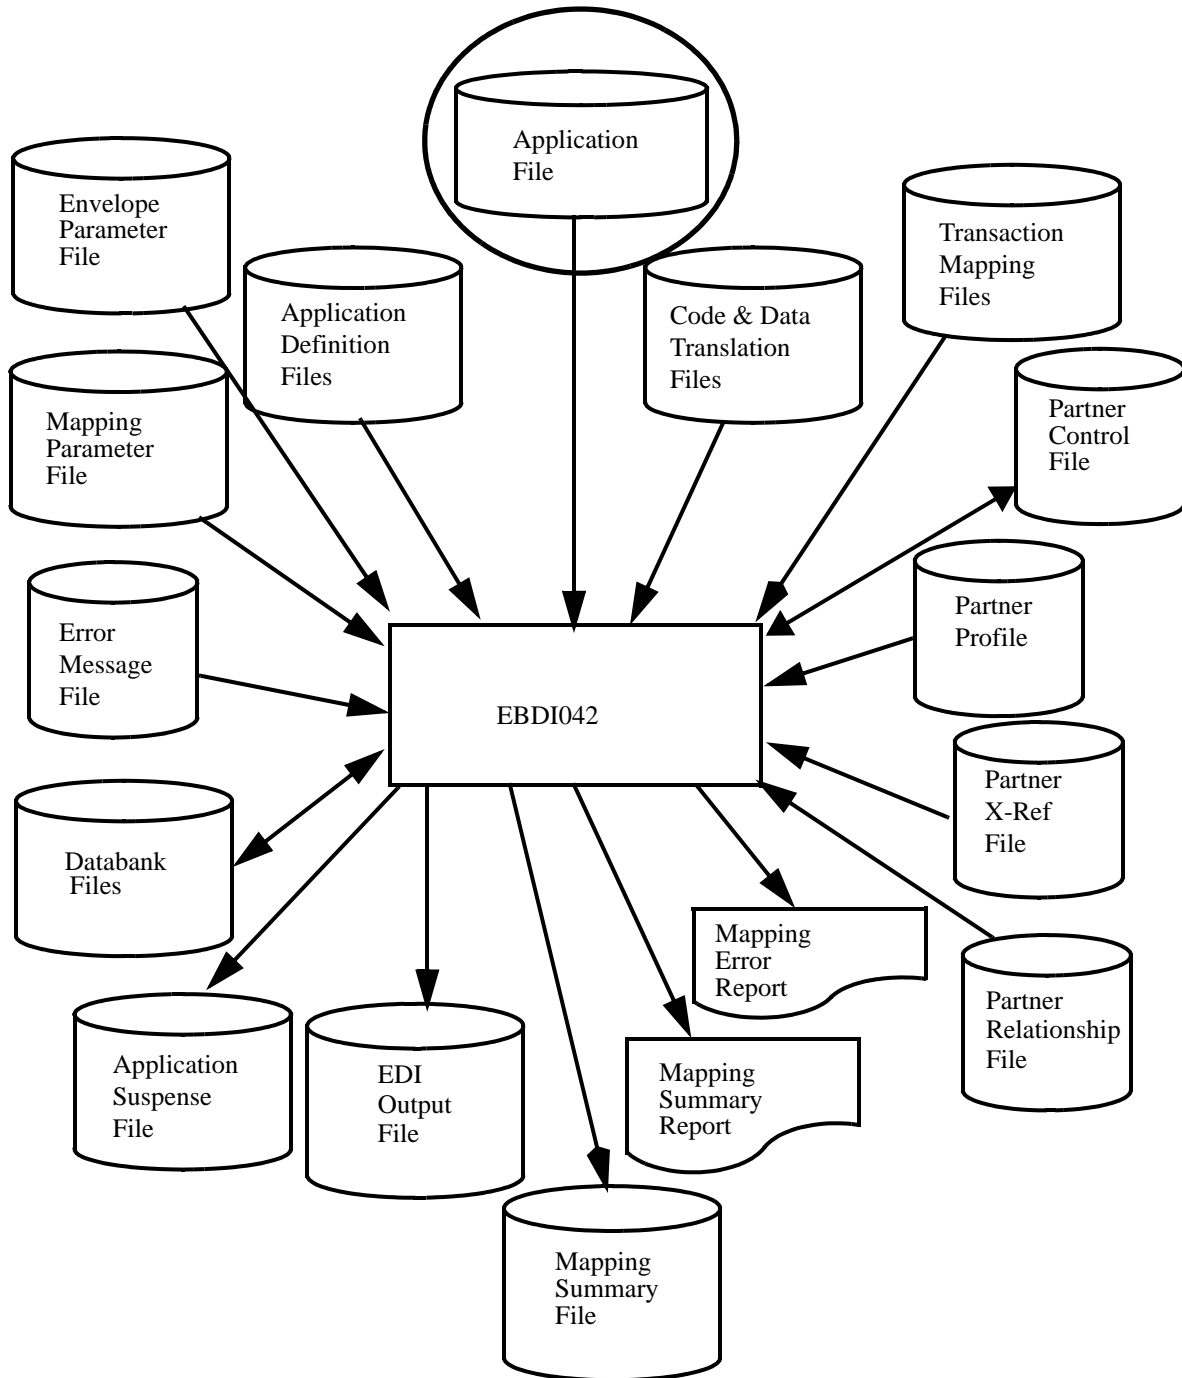 Application
File
Envelope
Parameter
File
Transaction
Mapping
Files
Application
Definition
Files
Code & Data
Translation
Files
Mapping
Parameter
File
Partner
Control
File
Error
Message
File
Partner
Profile
EBDI042
Partner
X-Ref
File
Databank
Files
Mapping
Error
Report
Partner
Relationship
File
Application
Suspense
File
EDI
Output
File
Mapping
Summary
Report
Mapping
Summary
File